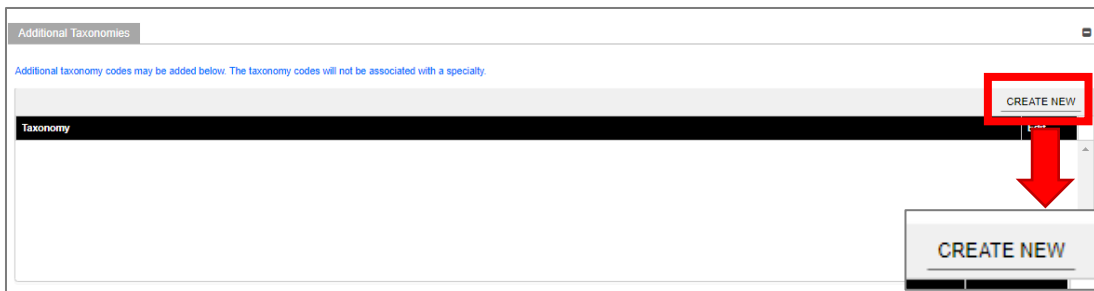 Additional Taxonomies
Additional taxonomy codes may be added below. The taxonomy codes will not be associated with a specialty.
CREATE NEW
Taxonomy Edit
CREATE NEW